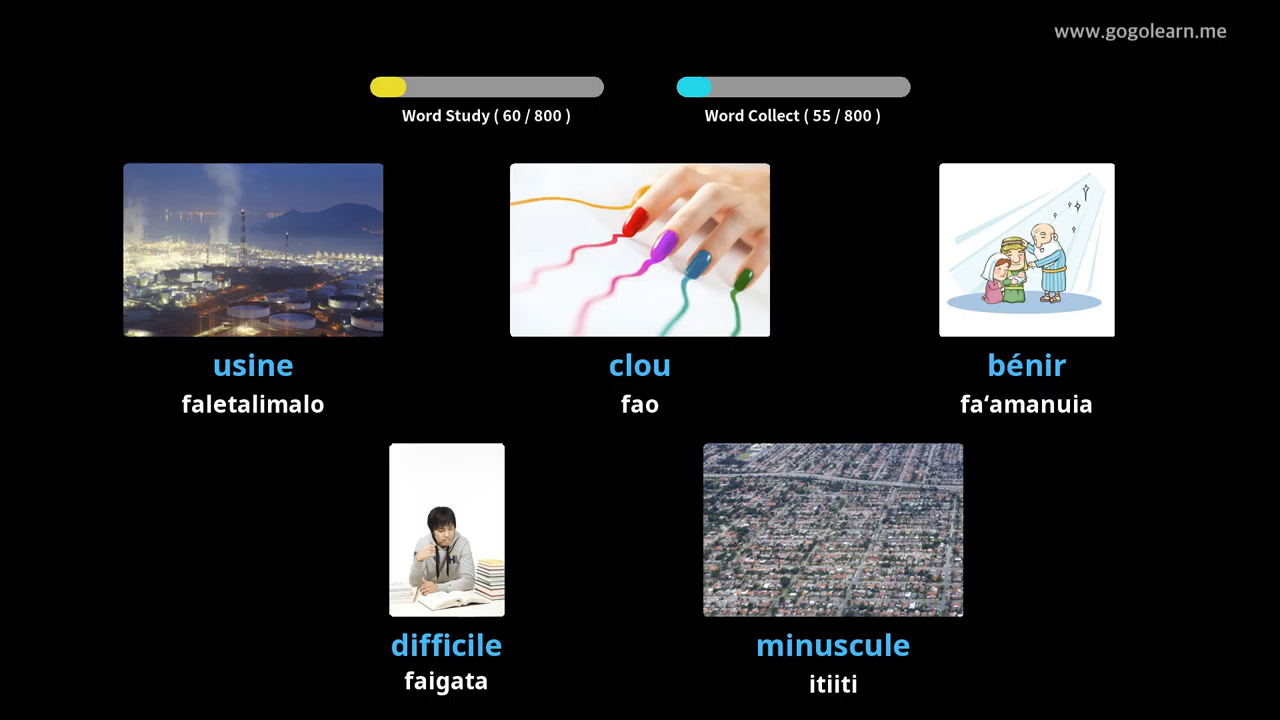 www.gogolearn.me
Word Study ( 60 / 800 )
Word Collect ( 55 / 800 )
usine
faletalimalo
clou
fao
bénir
fa‘amanuia
difficile
faigata
minuscule
itiiti